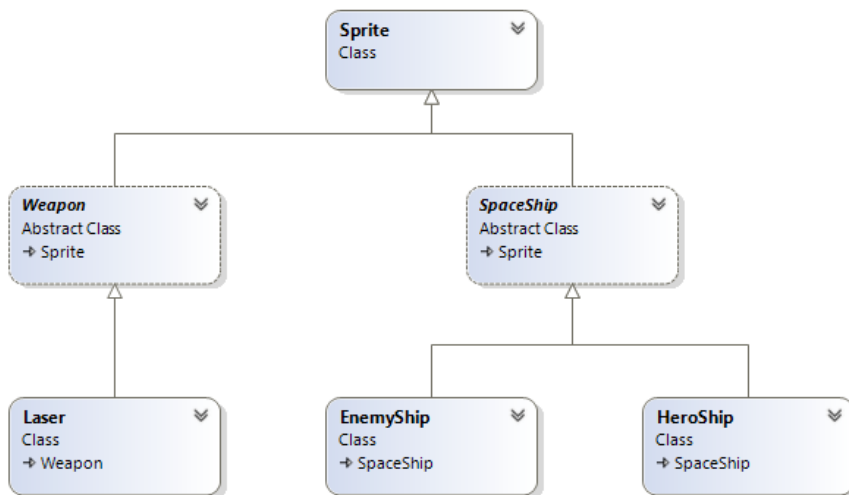 Sprite
Class
Weapon
Abstract Class
Sprite
SpaceShip
Abstract Class
Sprite
Laser
Class
Weapon
EnemyShip
Class
SpaceShip
HeroShip
Class
SpaceShip